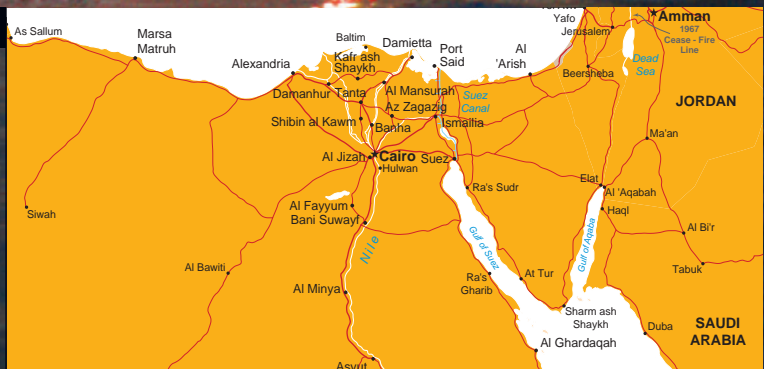 Yafo
Amman
Jerusalem
1967
Cease - Fire
Line
As Sallum
Marsa
Matruh
Baltim
Damietta
Kafr ash
Shaykh
Port
Said
Al
'Arish
Dead
Sea
Alexandria
Beersheba
Damanhur
Tanta
Al Mansurah
Suez
Canal
Az Zagazig
JORDAN
Shibin al Kawm
Banha
Ismailia
Ma'an
Al Jizah
Cairo
Suez
Hulwan
Elat
Al 'Aqabah
Ra's Sudr
Siwah
Al Fayyum
Haql
Bani Suwayf
Al Bi'r
Nile
Gulf of Suez
Gulf of Aqaba
Al Bawiti
Tabuk
Ra's
Gharib
At Tur
Al Minya
Sharm ash
Shaykh
Duba
SAUDI
ARABIA
Al Ghardaqah
Asyut